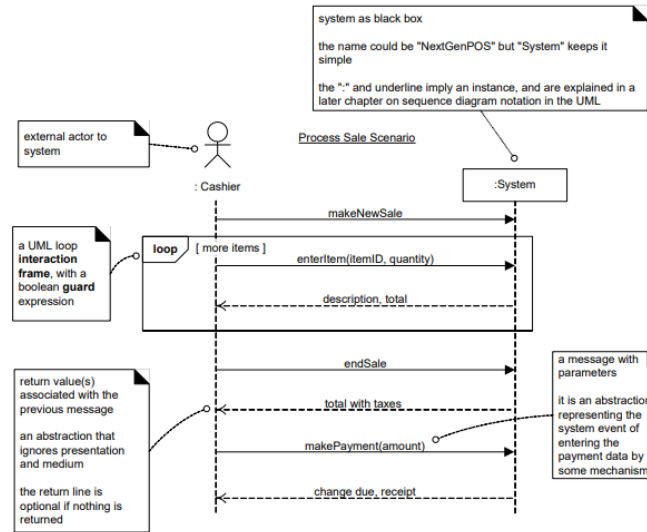 system as black box
the name could be "NextGenPOS" but "System" keeps it
simple
the ":" and underline imply an instance, and are explained in a
later chapter on sequence diagram notation in the UML
external actor to
system
Process Sale Scenario
: Cashier
:System
makeNewSale
a UML loop
interaction
frame, with a
boolean guard
expression
loop
[ more items ]
enterItem(itemID, quantity)
description, total
endSale
return value(s)
associated with the
previous message
an abstraction that
ignores presentation
and medium
the return line is
optional if nothing is
returned
total with taxes
makePayment(amount)
change due, receipt
a message with
parameters
it is an abstraction
representing the
system event of
entering the
payment data by
some mechanism